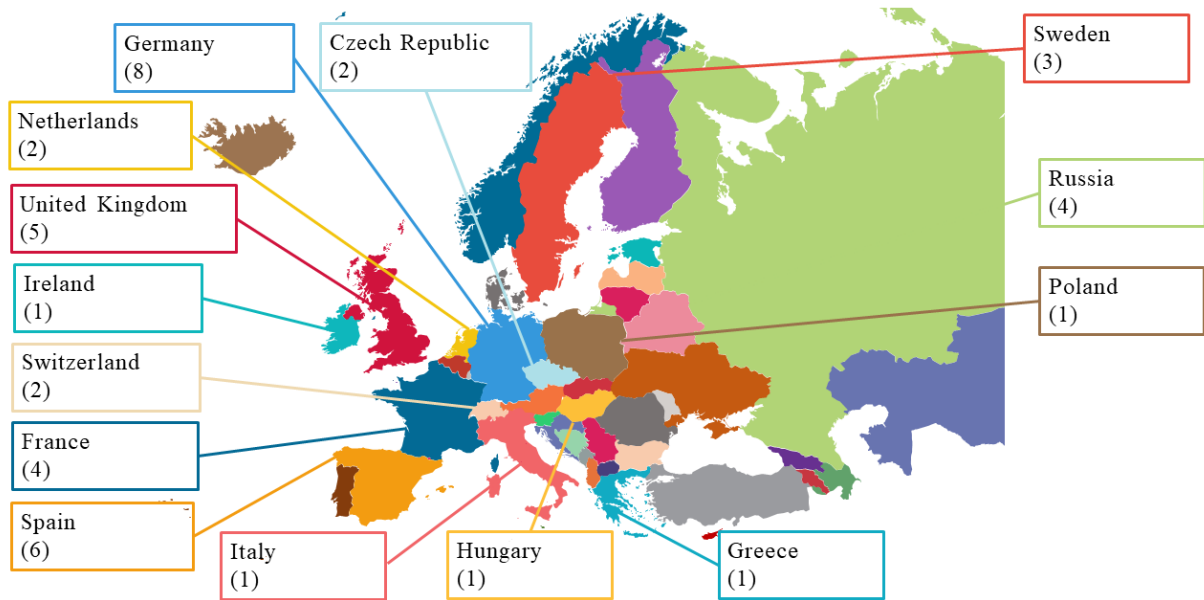 Germany
(8)
Czech Republic
(2)
Sweden
(3)
Netherlands
(2)
United Kingdom
(5)
Russia
(4)
Ireland
(1)
Poland
(1)
Switzerland
(2)
France
(4)
Spain
(6)
Italy
(1)
Hungary
(1)
Greece
(1)